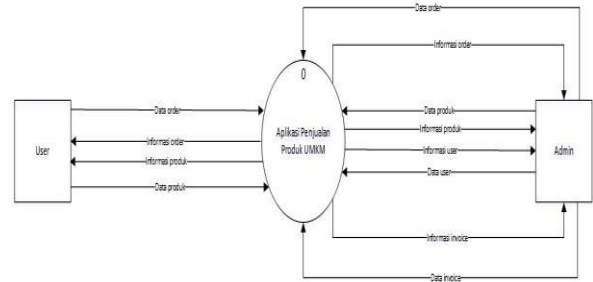 Data order
Informasi order
0
Data order
Informasi order
Informasi produk
Data produk
User
Aplikasi Penjualan
Produk UMKM
Data produk
Informasi produk
Informasi user
Data user
Admin
Informasi invoice
Data invoice